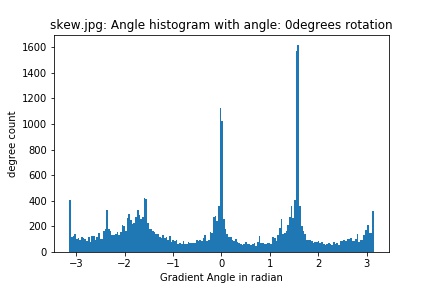 skew.jpg: Angle histogram with angle: 0degrees rotation
1600
1400
1200
1000
800
600
400
200
0
degree count
−3 −2 −1 0 1 2 3
Gradient Angle in radian